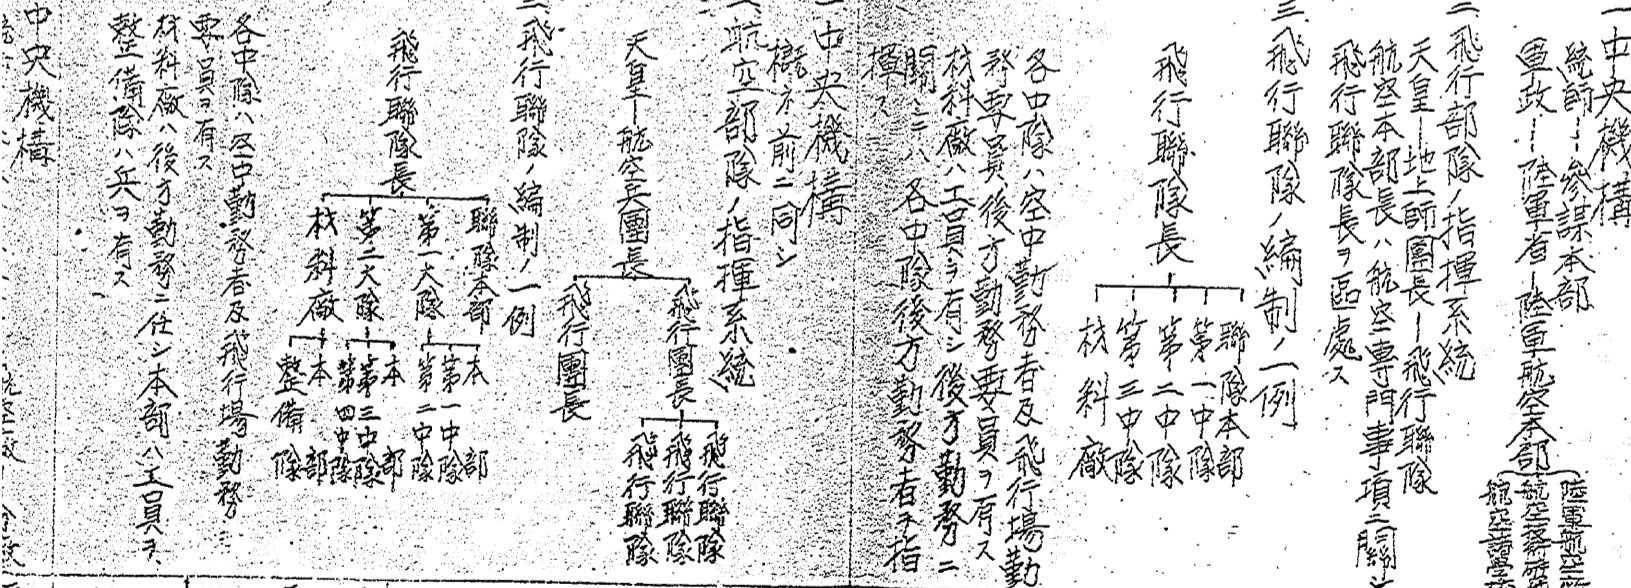 一 中央機構
統帥ー參謀本部
軍政ー陸軍省ー陸軍航空本部
二 飛行部隊ノ指揮系統
天皇ー地上師團長ー飛行聯隊
航空本部長ハ航空專門事項ニ關シ
飛行聯隊長ヲ區處ス
三 飛行聯隊ノ編制ノ一例
飛行聯隊長
聯隊本部
第一中隊
第二中隊
第三中隊
材料廠
各中隊ハ空中勤務者及飛行場勤
務要員後方勤務要員ヲ有ス
材料廠ハ工員ヲ有シ後方勤務ニ
關シテハ各中隊後方勤務者ヲ指
揮ス
一 中央機構
概ネ前ニ同シ
二 航空部隊ノ指揮系統
天皇ー航空兵團長
飛行團長
飛行聯隊
飛行聯隊
飛行聯隊
飛行團長
三 飛行聯隊ノ編制ノ一例
飛行聯隊長
聯隊本部
第一大隊
本部
第一中隊
第二中隊
第二大隊
本部
第三中隊
第四中隊
材料廠
本部
整備隊
各中隊ハ空中勤務者及飛行場勤務
要員ヲ有ス
材料廠ハ後方勤務ニ任シ本部ハ工員ヲ
整備隊ハ兵ヲ有ス
中央機構